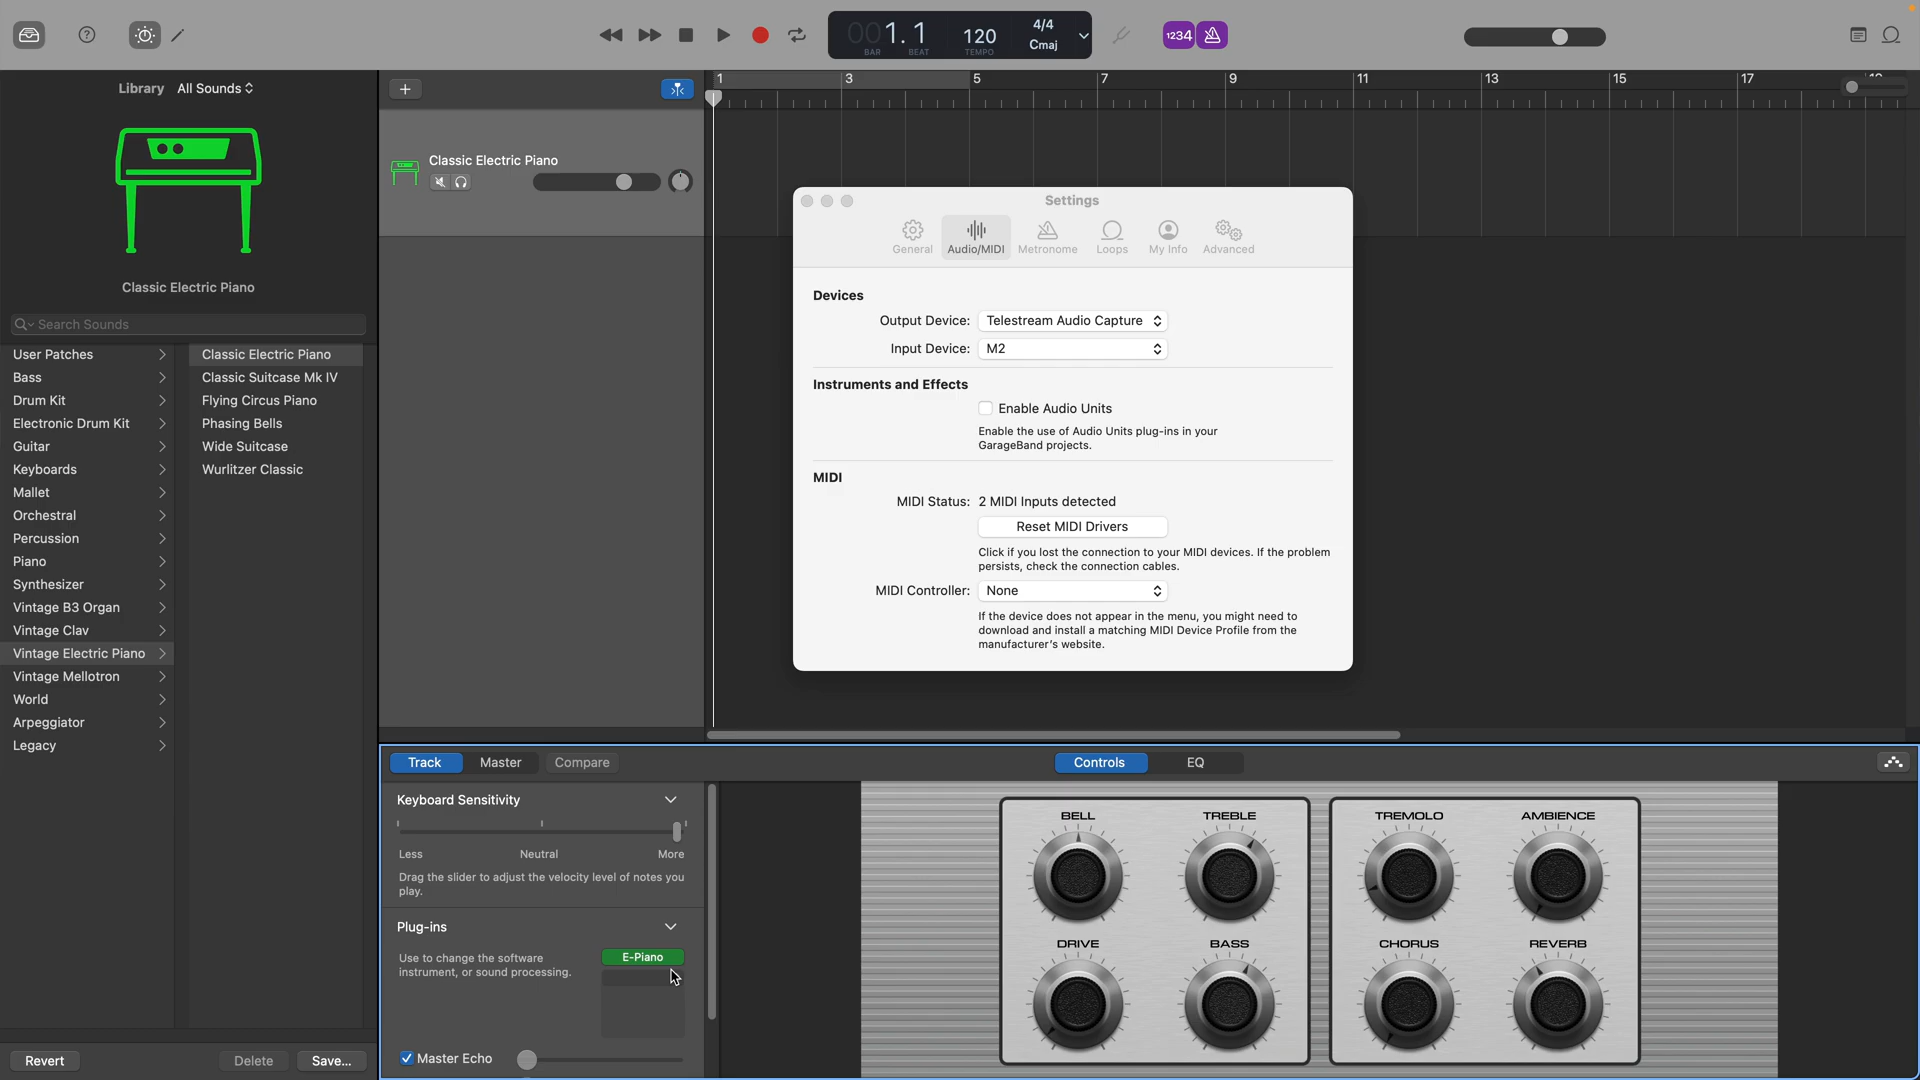 001. 1
BAR
BEAT
120
TEMPO
4/4
Cmaj
1234
Library
All Sounds
1
3
5
7
9
11
13
15
17
Classic Electric Piano
Classic Electric Piano
Search Sounds
User Patches
Bass
Drum Kit
Electronic Drum Kit
Guitar
Keyboards
Mallet
Orchestral
Percussion
Piano
Synthesizer
Vintage B3 Organ
Vintage Clav
Vintage Electric Piano
Vintage Mellotron
World
Arpeggiator
Legacy
Classic Electric Piano
Classic Suitcase Mk IV
Flying Circus Piano
Phasing Bells
Wide Suitcase
Wurlitzer Classic
Revert
Delete
Save...
Settings
General
Audio/MIDI
Metronome
Loops
My Info
Advanced
Devices
Output Device: Telestream Audio Capture
Input Device: M2
Instruments and Effects
Enable Audio Units
Enable the use of Audio Units plug-ins in your
GarageBand projects.
MIDI
MIDI Status: 2 MIDI Inputs detected
Reset MIDI Drivers
Click if you lost the connection to your MIDI devices. If the problem
persists, check the connection cables.
MIDI Controller: None
If the device does not appear in the menu, you might need to
download and install a matching MIDI Device Profile from the
manufacturer's website.
Track
Master
Compare
Controls
EQ
Keyboard Sensitivity
Less
Neutral
More
Drag the slider to adjust the velocity level of notes you
play.
Plug-ins
Use to change the software
instrument, or sound processing.
E-Piano
Master Echo
BELL
TREBLE
TREMOLO
AMBIENCE
DRIVE
BASS
CHORUS
REVERB